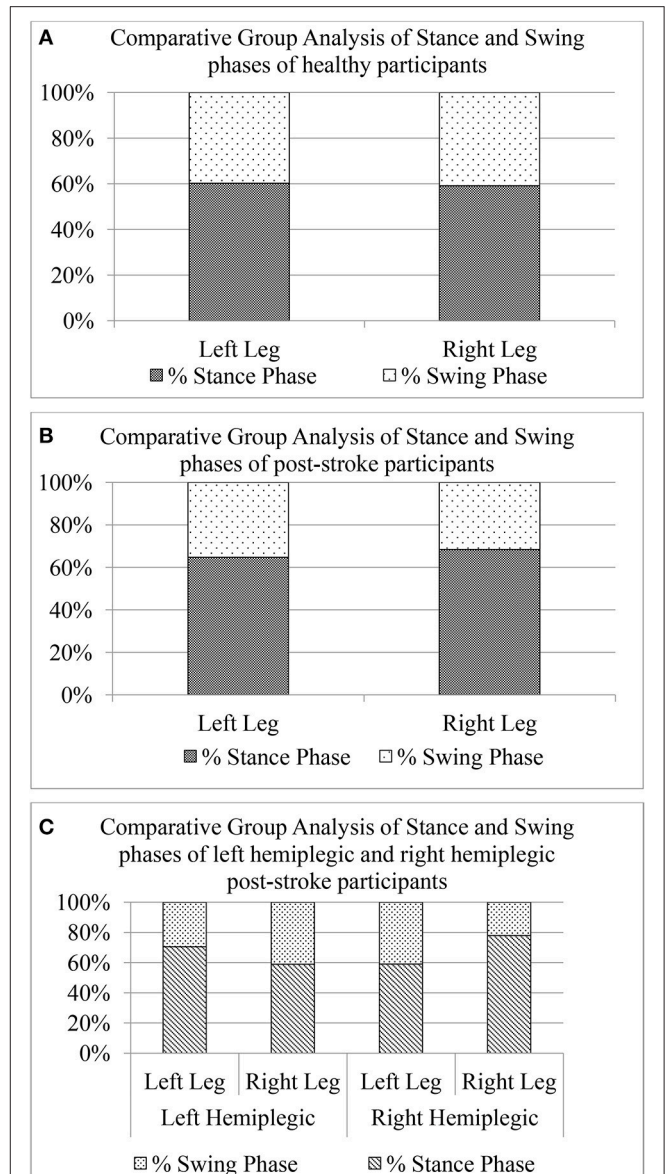 A Comparative Group Analysis of Stance and Swing
phases of healthy participants
100%
80%
60%
40%
20%
0%
Left Leg Right Leg
% Stance Phase % Swing Phase
B Comparative Group Analysis of Stance and Swing
phases of post-stroke participants
100%
80%
60%
40%
20%
0%
Left Leg Right Leg
% Stance Phase % Swing Phase
C Comparative Group Analysis of Stance and Swing
phases of left hemiplegic and right hemiplegic
post-stroke participants
100%
80%
60%
40%
20%
0%
Left Leg Right Leg Left Leg Right Leg
Left Hemiplegic Right Hemiplegic
% Swing Phase % Stance Phase